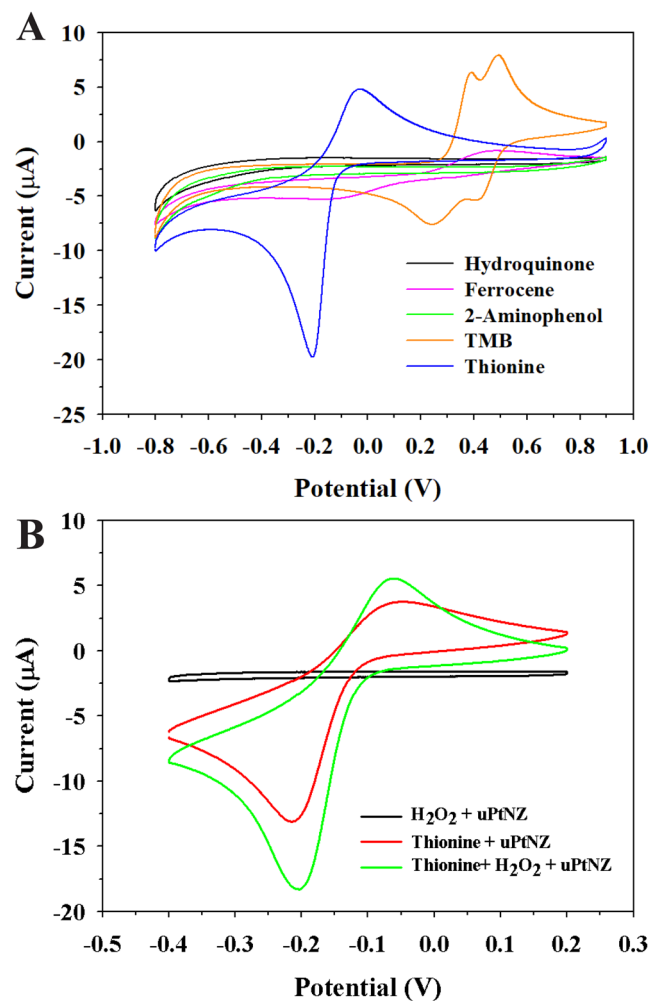 A
10
5
0
-5
-10
-15
-20
-25
Current (μA)
Hydroquinone
Ferrocene
2-Aminophenol
TMB
Thionine
-1.0 -0.8 -0.6 -0.4 -0.2 0.0 0.2 0.4 0.6 0.8 1.0
Potential (V)
B
10
5
0
-5
-10
-15
-20
Current (μA)
H₂O₂ + uPtNZ
Thionine + uPtNZ
Thionine+ H₂O₂ + uPtNZ
-0.5 -0.4 -0.3 -0.2 -0.1 0.0 0.1 0.2 0.3
Potential (V)